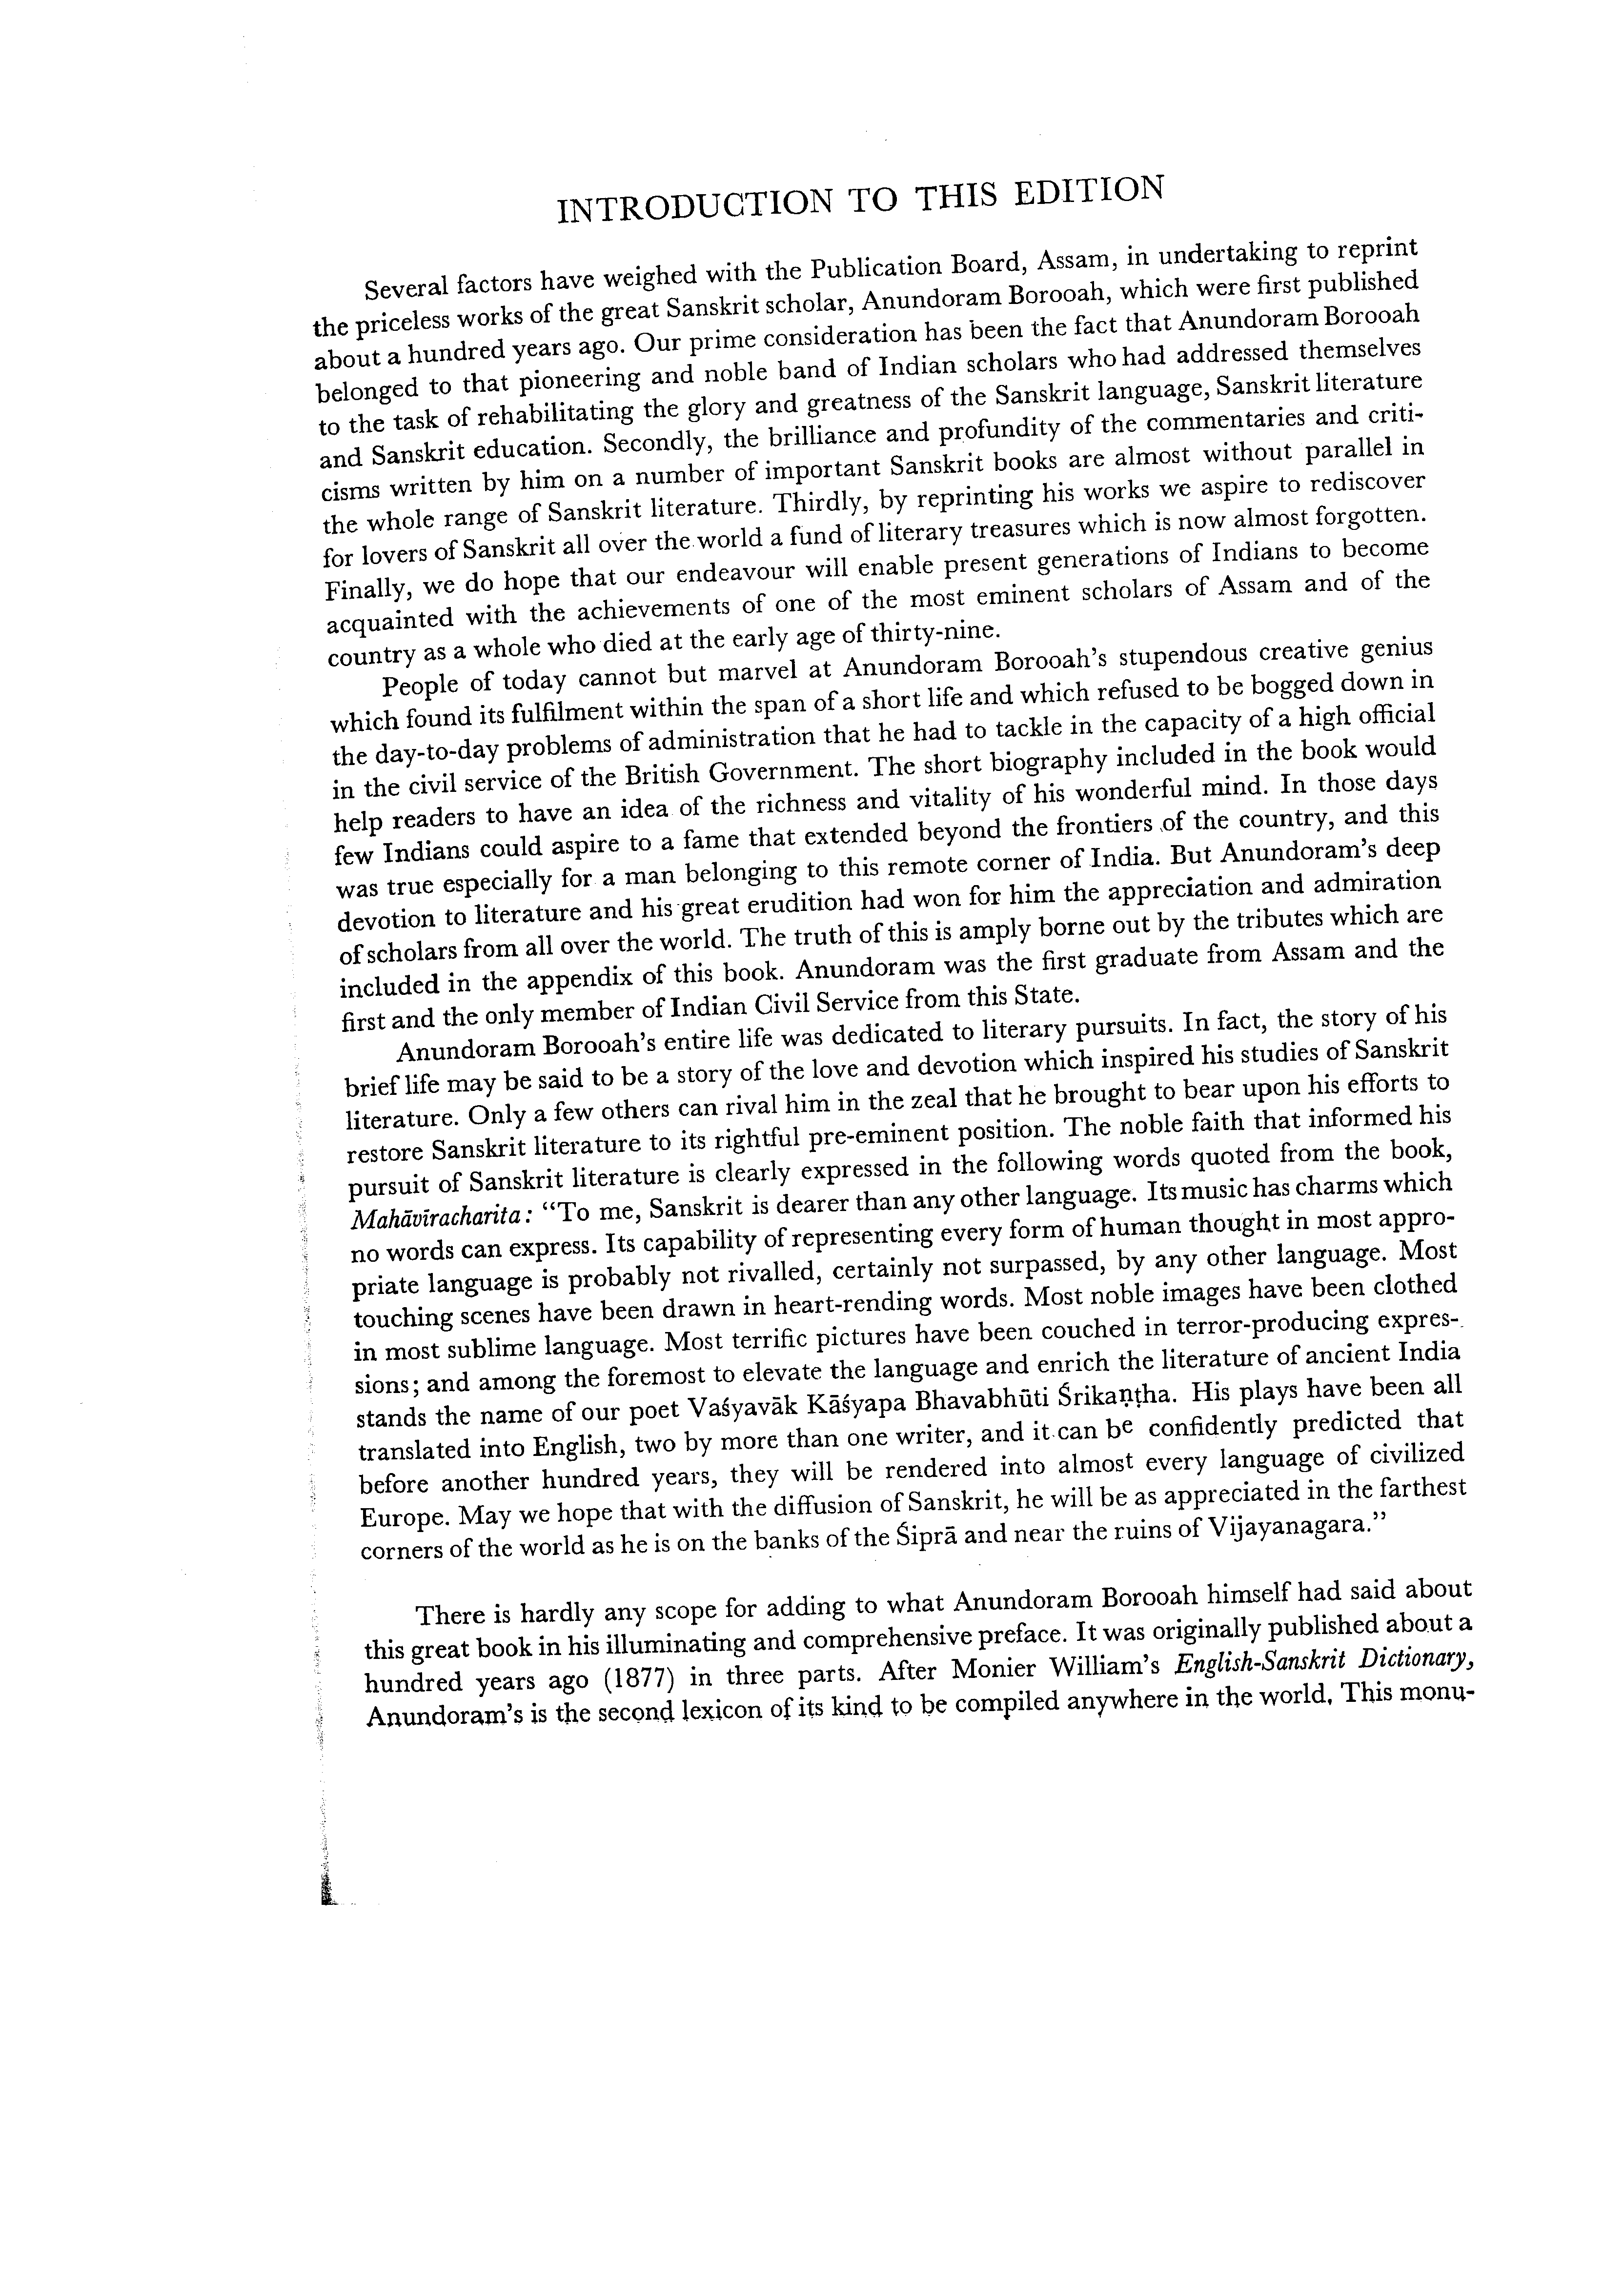 INTRODUCTION TO THIS EDITION
Several factors have weighed with the Publication Board, Assam, in undertaking to reprint
the priceless works of the great Sanskrit scholar, Anundoram Borooah, which were first published
about a hundred years ago. Our prime consideration has been the fact that Anundoram Borooah
belonged to that pioneering and noble band of Indian scholars who had addressed themselves
to the task of rehabilitating the glory and greatness of the Sanskrit language, Sanskrit literature
and Sanskrit education. Secondly, the brilliance and profundity of the commentaries and criti-
cisms written by him on a number of important Sanskrit books are almost without parallel in
the whole range of Sanskrit literature. Thirdly, by reprinting his works we aspire to rediscover
for lovers of Sanskrit all over the world a fund of literary treasures which is now almost forgotten.
Finally, we do hope that our endeavour will enable present generations of Indians to become
acquainted with the achievements of one of the most eminent scholars of Assam and of the
country as a whole who died at the early age of thirty-nine.
People of today cannot but marvel at Anundoram Borooah's stupendous creative genius
which found its fulfilment within the span of a short life and which refused to be bogged down in
the day-to-day problems of administration that he had to tackle in the capacity of a high official
in the civil service of the British Government. The short biography included in the book would
help readers to have an idea of the richness and vitality of his wonderful mind. In those days
few Indians could aspire to a fame that extended beyond the frontiers of the country, and this
was true especially for a man belonging to this remote corner of India. But Anundoram's deep
devotion to literature and his great erudition had won for him the appreciation and admiration
of scholars from all over the world. The truth of this is amply borne out by the tributes which are
included in the appendix of this book. Anundoram was the first graduate from Assam and the
first and the only member of Indian Civil Service from this State.
Anundoram Borooah's entire life was dedicated to literary pursuits. In fact, the story of his
brief life may be said to be a story of the love and devotion which inspired his studies of Sanskrit
literature. Only a few others can rival him in the zeal that he brought to bear upon his efforts to
restore Sanskrit literature to its rightful pre-eminent position. The noble faith that informed his
pursuit of Sanskrit literature is clearly expressed in the following words quoted from the book,
Mahāvīracharita: “To me, Sanskrit is dearer than any other language. Its music has charms which
no words can express. Its capability of representing every form of human thought in most appro-
priate language is probably not rivalled, certainly not surpassed, by any other language. Most
touching scenes have been drawn in heart-rending words. Most noble images have been clothed
in most sublime language. Most terrific pictures have been couched in terror-producing expres-
sions; and among the foremost to elevate the language and enrich the literature of ancient India
stands the name of our poet Vaśyavāk Kāśyapa Bhavabhūti Śrikaṇṭha. His plays have been all
translated into English, two by more than one writer, and it can be confidently predicted that
before another hundred years, they will be rendered into almost every language of civilized
Europe. May we hope that with the diffusion of Sanskrit, he will be as appreciated in the farthest
corners of the world as he is on the banks of the Śiprā and near the ruins of Vijayanagara.”
There is hardly any scope for adding to what Anundoram Borooah himself had said about
this great book in his illuminating and comprehensive preface. It was originally published about a
hundred years ago (1877) in three parts. After Monier William's English-Sanskrit Dictionary,
Anundoram's is the second lexicon of its kind to be compiled anywhere in the world. This monu-